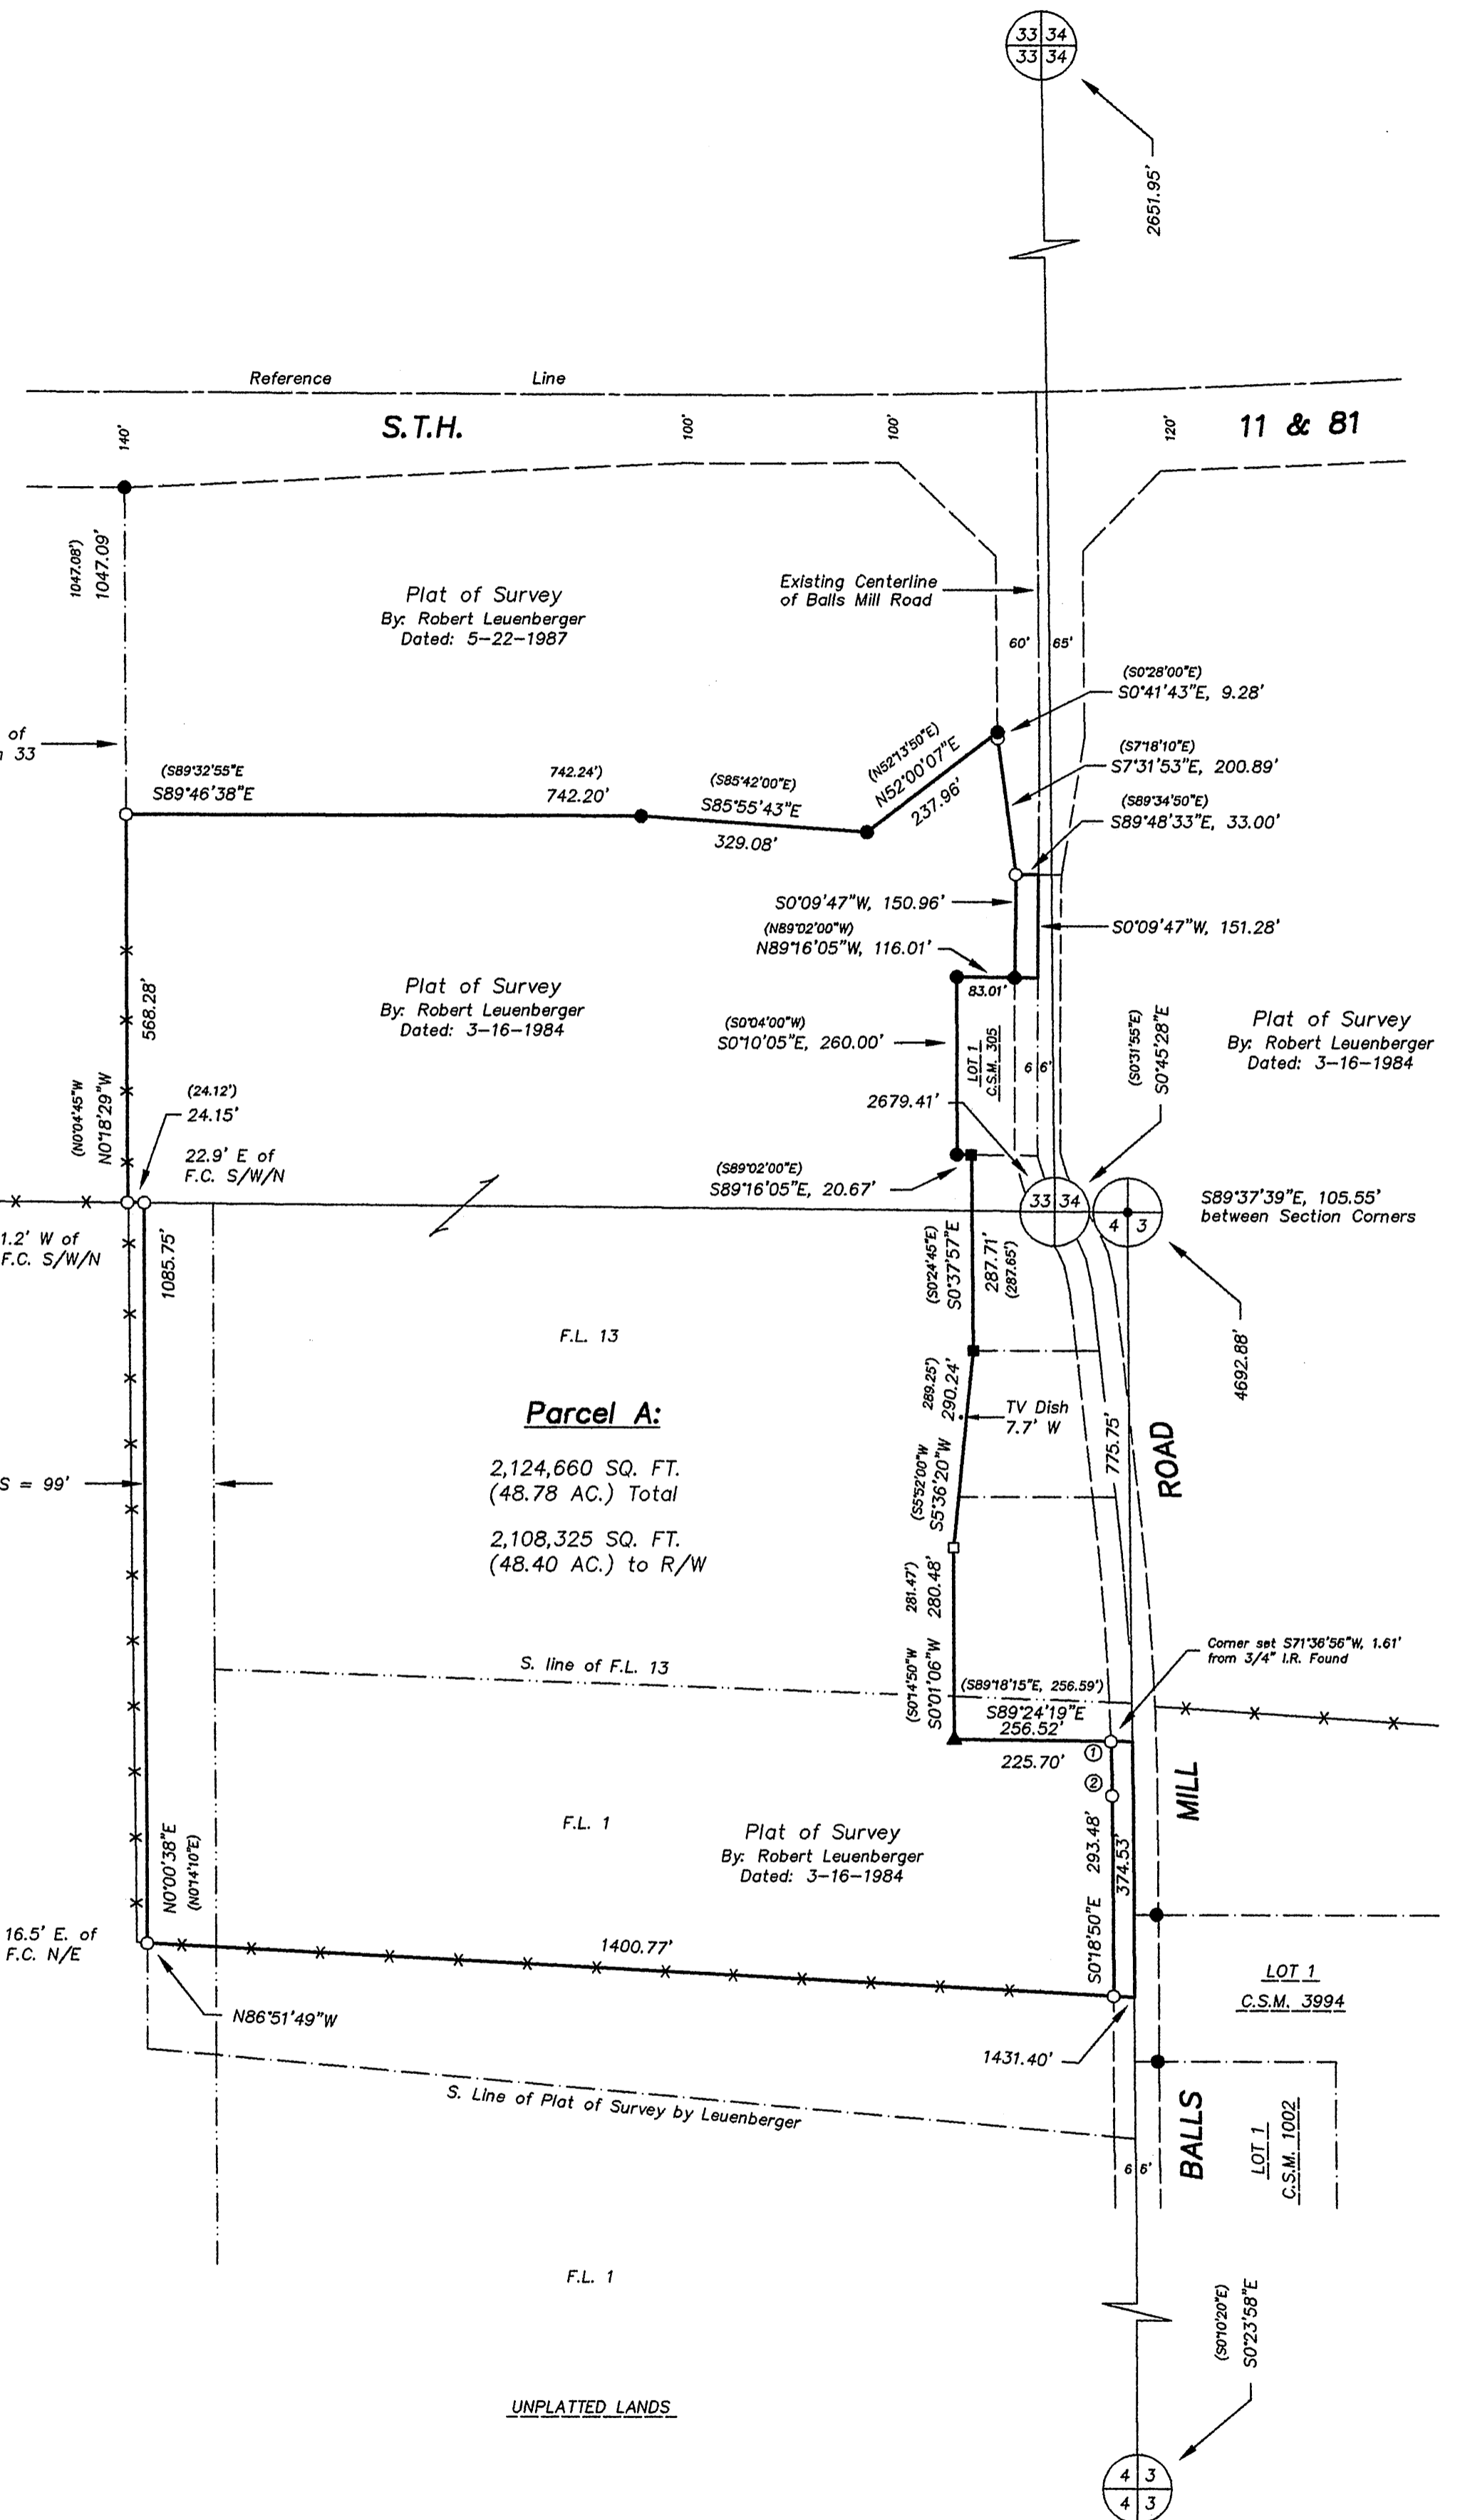 33 34
33 34
2651.95'
Reference Line
140'
S.T.H.
100'
100'
120'
11 & 81
1047.08')
1047.09'
Plat of Survey
By: Robert Leuenberger
Dated: 5-22-1987
Existing Centerline
of Balls Mill Road
60'
65'
(S0°28'00"E)
S0°41'43"E, 9.28'
of
33
(S89°32'55"E 742.24')
S89°46'38"E 742.20'
(S85°42'00"E)
S85°55'43"E
329.08'
(N52°13'50"E)
N52°00'07"E
237.96'
(S7°18'10"E)
S7°31'53"E, 200.89'
(S89°34'50"E)
S89°48'33"E, 33.00'
S0°09'47"W, 150.96'
(N89°02'00"W)
N89°16'05"W, 116.01'
S0°09'47"W, 151.28'
83.01'
568.28'
Plat of Survey
By: Robert Leuenberger
Dated: 3-16-1984
(S0°04'00"W)
S0°10'05"E, 260.00'
LOT 1
C.S.M. 305
6 6'
(S0°31'55"E)
S0°45'28"E
Plat of Survey
By: Robert Leuenberger
Dated: 3-16-1984
(N0°04'45"W
N0°18'29"W
(24.12')
24.15'
2679.41'
22.9' E of
F.C. S/W/N
(S89°02'00"E)
S89°16'05"E, 20.67'
33 34
4 3
S89°37'39"E, 105.55'
between Section Corners
1.2' W of
F.C. S/W/N
1085.75'
(S0°24'45"E)
S0°37'57"E
287.71'
(287.65')
4692.88'
F.L. 13
289.25')
290.24'
(S5°52'00"W
S5°36'20"W
TV Dish
7.7' W
Parcel A:
2,124,660 SQ. FT.
(48.78 AC.) Total
2,108,325 SQ. FT.
(48.40 AC.) to R/W
775.75'
ROAD
S = 99'
281.47')
280.48'
(S0°14'50"W
S0°01'06"W
Corner set S71°36'56"W, 1.61'
from 3/4" I.R. Found
S. line of F.L. 13
(S89°18'15"E, 256.59')
S89°24'19"E
256.52'
225.70'
1
2
MILL
F.L. 1
Plat of Survey
By: Robert Leuenberger
Dated: 3-16-1984
293.48'
S0°18'50"E
374.53'
N0°00'38"E
(N0°14'10"E)
16.5' E. of
F.C. N/E
1400.77'
N86°51'49"W
LOT 1
C.S.M. 3994
1431.40'
S. Line of Plat of Survey by Leuenberger
BALLS
6 6'
LOT 1
C.S.M. 1002
F.L. 1
(S0°10'20"E)
S0°23'58"E
UNPLATTED LANDS
4 3
4 3